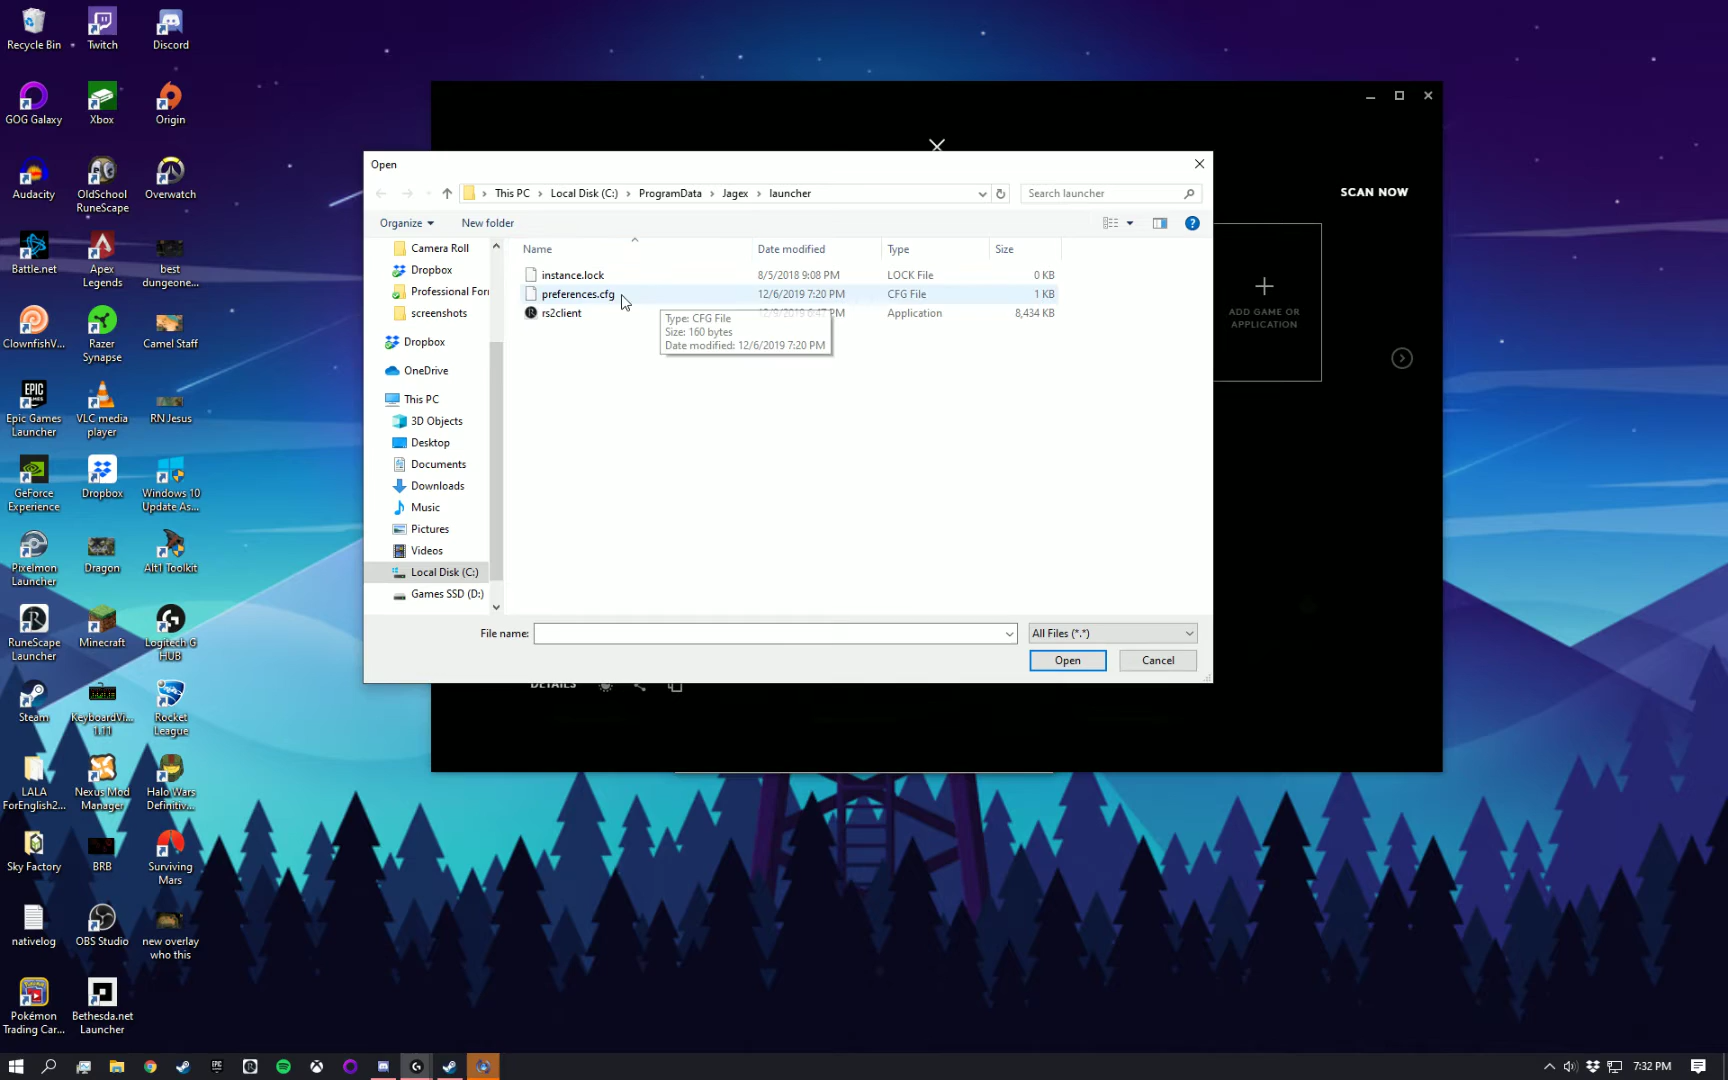 Recycle Bin
Twitch
Discord
GOG Galaxy
Xbox
Origin
Audacity
OldSchool
RuneScape
Overwatch
Battle.net
Apex
Legends
best
dungeone...
ClownfishV...
Razer
Synapse
Camel Staff
EPIC
GAMES
Epic Games
Launcher
VLC media
player
RN Jesus
GeForce
Experience
Dropbox
Windows 10
Update As...
Pixelmon
Launcher
Dragon
Alt1 Toolkit
RuneScape
Launcher
Minecraft
Logitech G
HUB
Steam
KeyboardVi...
1.11
Rocket
League
LALA
ForEnglish2...
Nexus Mod
Manager
Halo Wars
Definitiv...
Sky Factory
BRB
Surviving
Mars
nativelog
OBS Studio
new overlay
who this
Pokémon
Trading Car...
Bethesda.net
Launcher
Open
This PC > Local Disk (C:) > ProgramData > Jagex > launcher
Search launcher
Organize
New folder
Name
Date modified
Type
Size
instance.lock
8/5/2018 9:08 PM
LOCK File
0 KB
preferences.cfg
12/6/2019 7:20 PM
CFG File
1 KB
rs2client
Application
8,434 KB
Type: CFG File
Size: 160 bytes
Date modified: 12/6/2019 7:20 PM
Camera Roll
Dropbox
Professional For
screenshots
Dropbox
OneDrive
This PC
3D Objects
Desktop
Documents
Downloads
Music
Pictures
Videos
Local Disk (C:)
Games SSD (D:)
File name:
All Files (*.*)
Open
Cancel
SCAN NOW
ADD GAME OR
APPLICATION
DETAILS
7:32 PM